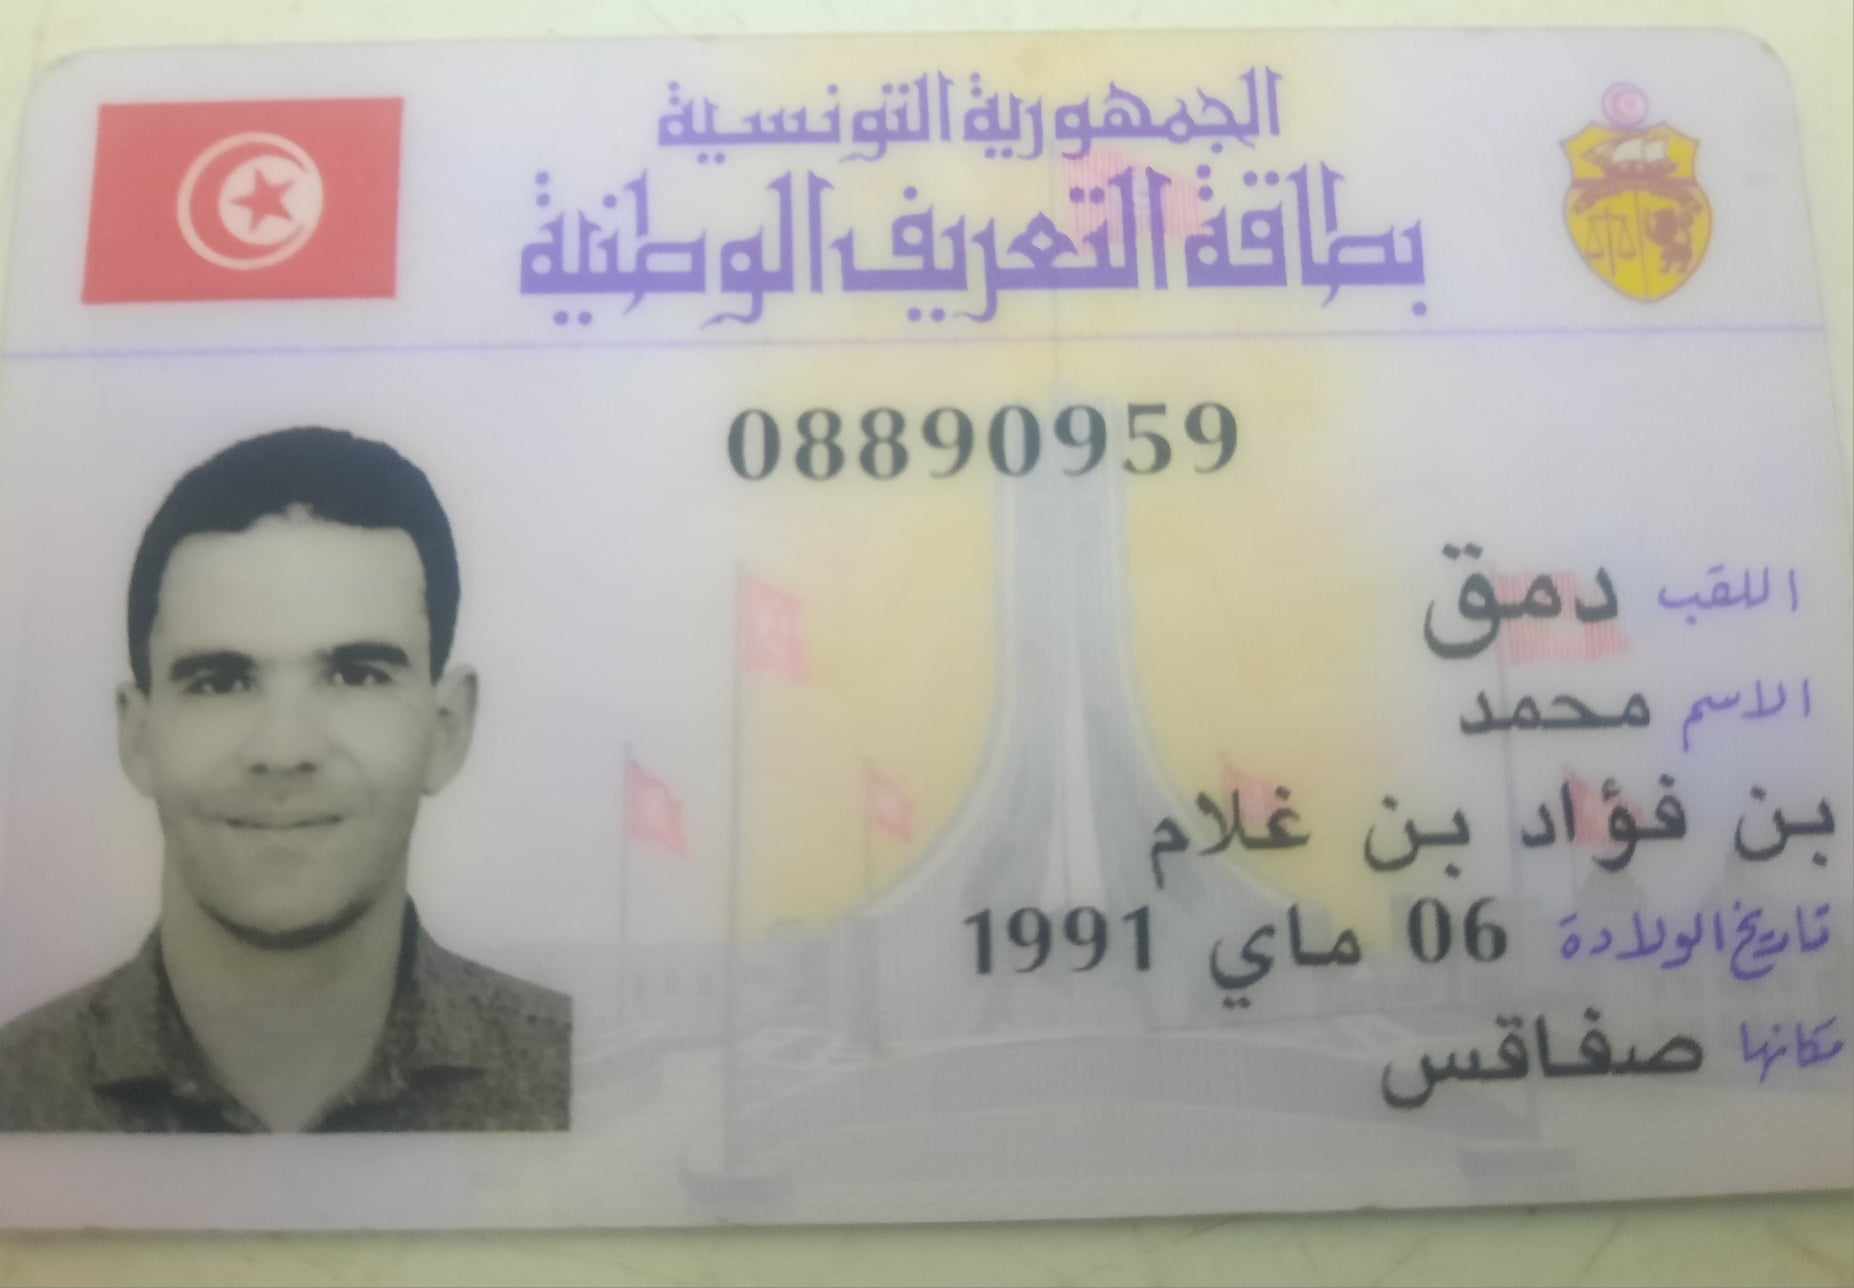 الجمهورية التونسية
بطاقة التعريف الوطنية
08890959
اللقب دمق
الاسم محمد
بن فؤاد بن غلام
تاريخ الولادة 06 ماي 1991
مكانها صفاقس